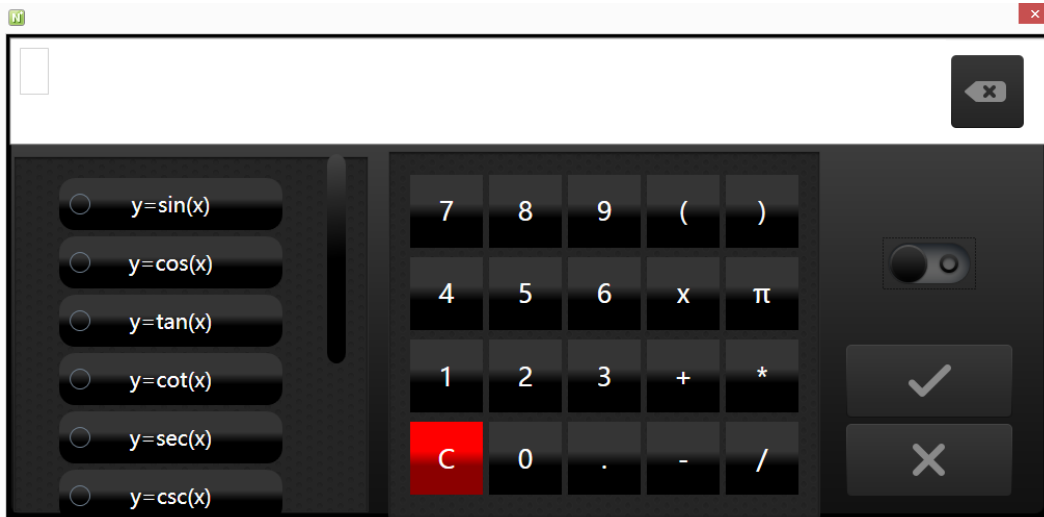 N
y=sin(x)
y=cos(x)
y=tan(x)
y=cot(x)
y=sec(x)
y=csc(x)
7 8 9 ( )
4 5 6 x π
1 2 3 + *
C 0 . - /